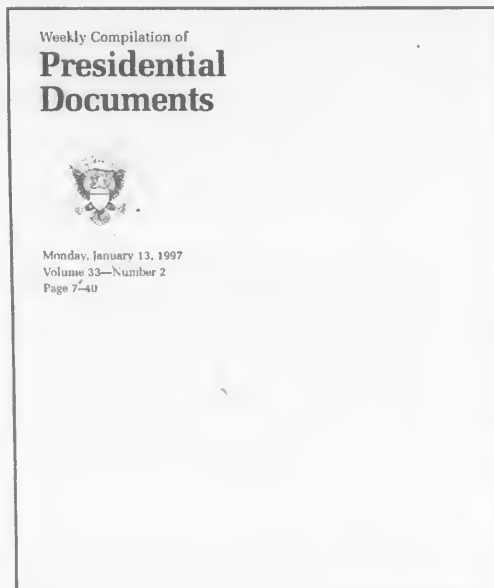 Weekly Compilation of
Presidential
Documents
Monday, January 13, 1997
Volume 33—Number 2
Page 7–40